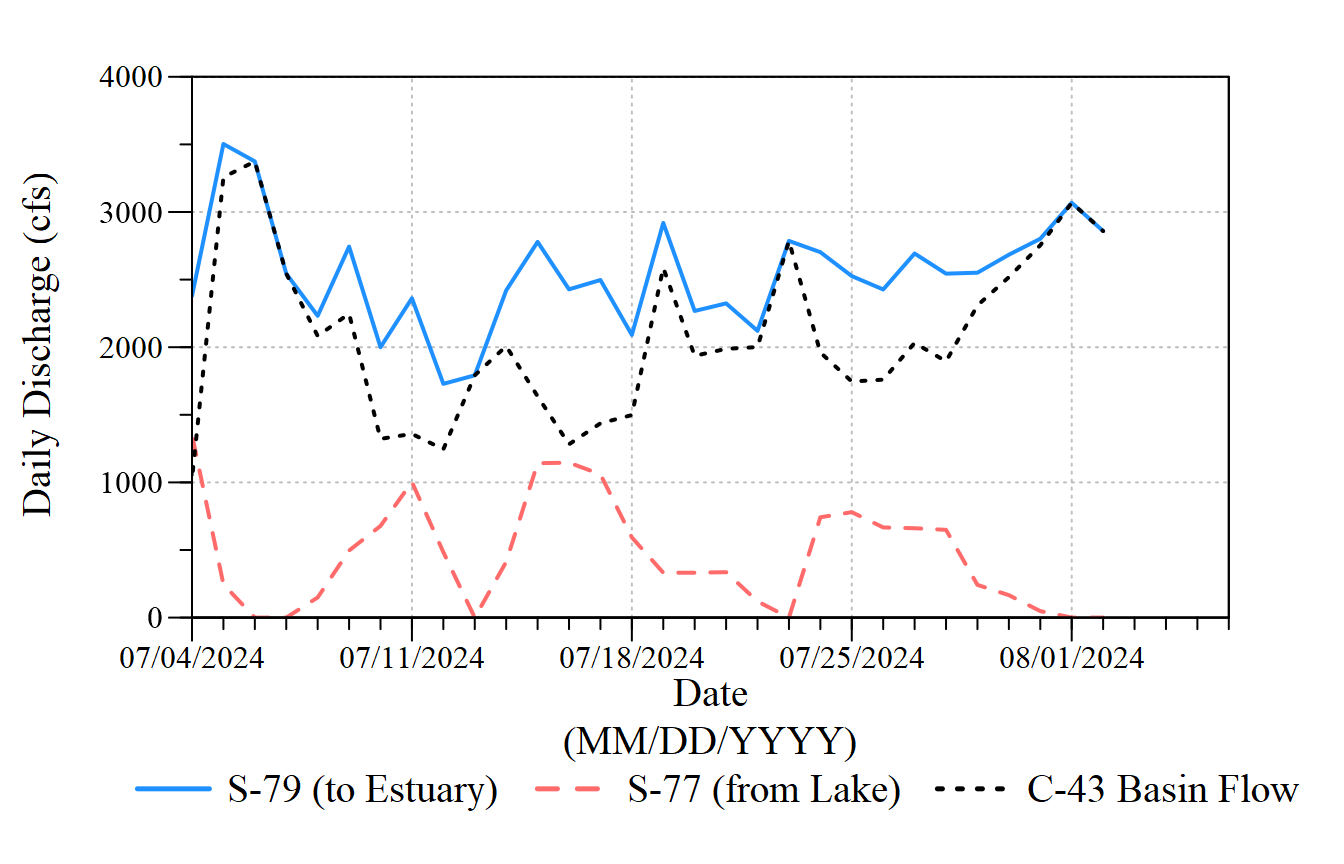 4000
3000
2000
1000
0
Daily Discharge (cfs)
07/04/2024 07/11/2024 07/18/2024 07/25/2024 08/01/2024
Date
(MM/DD/YYYY)
S-79 (to Estuary) S-77 (from Lake) C-43 Basin Flow